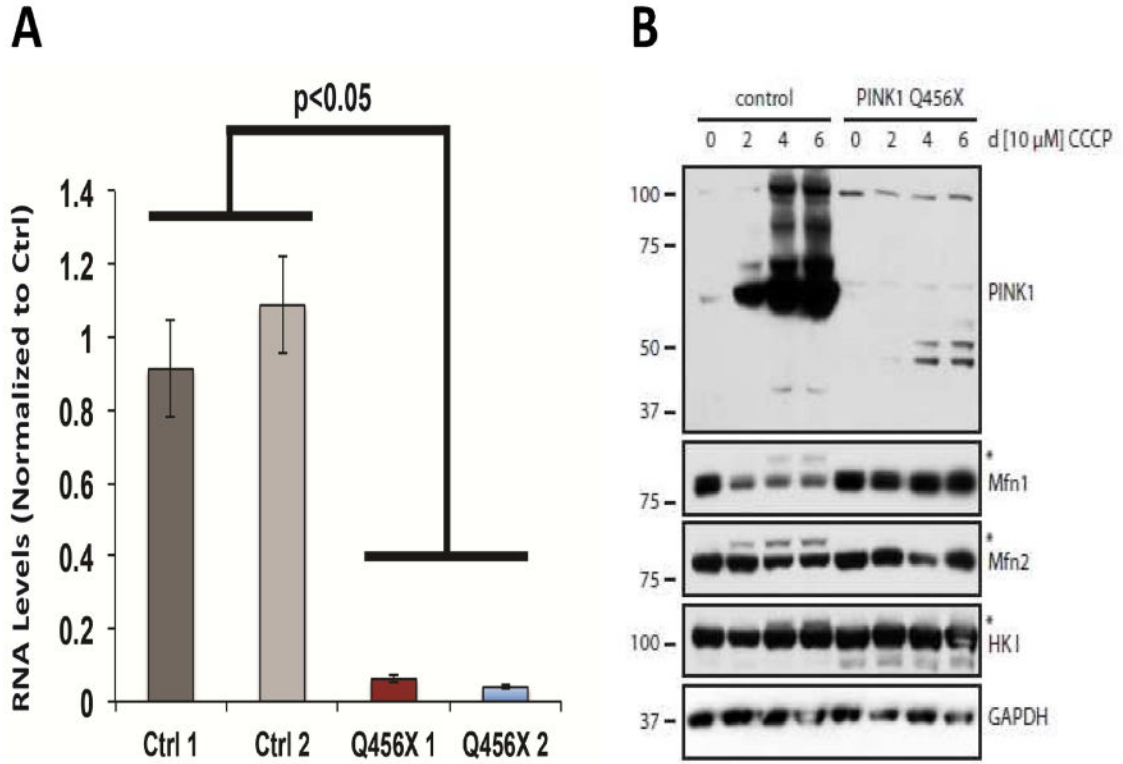 A
p<0.05
RNA Levels (Normalized to Ctrl)
1.4
1.2
1
0.8
0.6
0.4
0.2
0
Ctrl 1 Ctrl 2 Q456X 1 Q456X 2
B
control PINK1 Q456X
0 2 4 6 0 2 4 6 d [10 µM] CCCP
100
75
PINK1
50
37
*
Mfn1
75
*
Mfn2
75
*
100 HK I
37 GAPDH